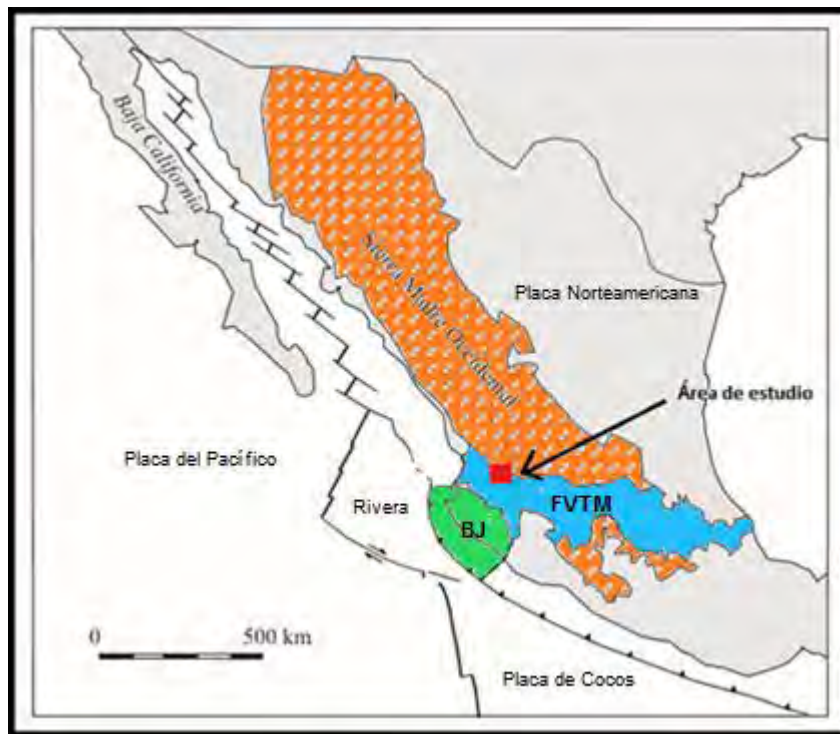 Baja California
Sierra Madre Occidental
Placa Norteamericana
Área de estudio
Placa del Pacífico
Rivera
FVTM
BJ
0 500 km
Placa de Cocos